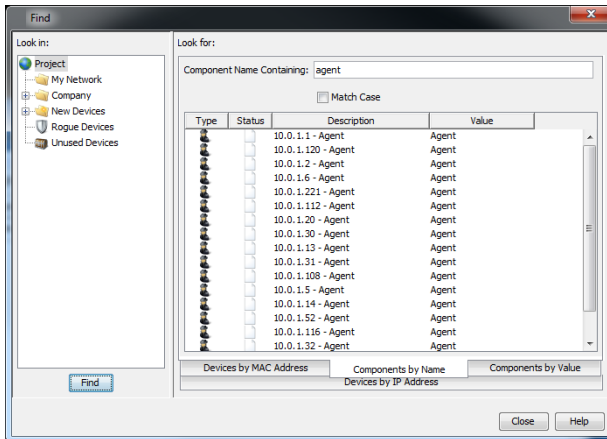 Find
Look in:
Project
My Network
Company
New Devices
Rogue Devices
Unused Devices
Find
Look for:
Component Name Containing: agent
Match Case
Type Status Description Value
10.0.1.1 - Agent Agent
10.0.1.120 - Agent Agent
10.0.1.2 - Agent Agent
10.0.1.6 - Agent Agent
10.0.1.221 - Agent Agent
10.0.1.112 - Agent Agent
10.0.1.20 - Agent Agent
10.0.1.30 - Agent Agent
10.0.1.13 - Agent Agent
10.0.1.31 - Agent Agent
10.0.1.108 - Agent Agent
10.0.1.5 - Agent Agent
10.0.1.14 - Agent Agent
10.0.1.52 - Agent Agent
10.0.1.116 - Agent Agent
10.0.1.32 - Agent Agent
Devices by MAC Address Components by Name Components by Value
Devices by IP Address
Close Help